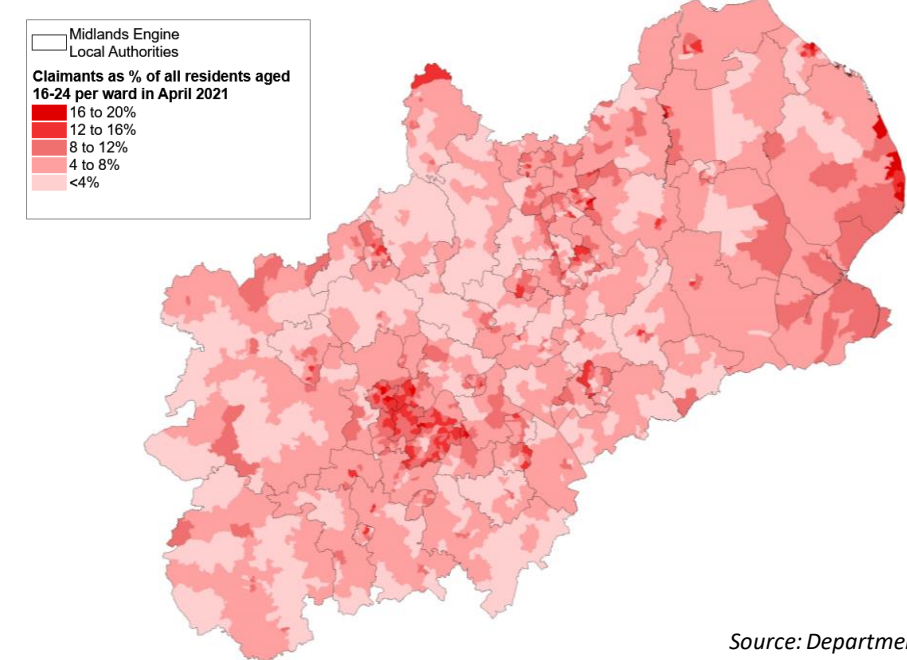 Midlands Engine
Local Authorities
Claimants as % of all residents aged
16-24 per ward in April 2021
16 to 20%
12 to 16%
8 to 12%
4 to 8%
<4%
Source: Departme